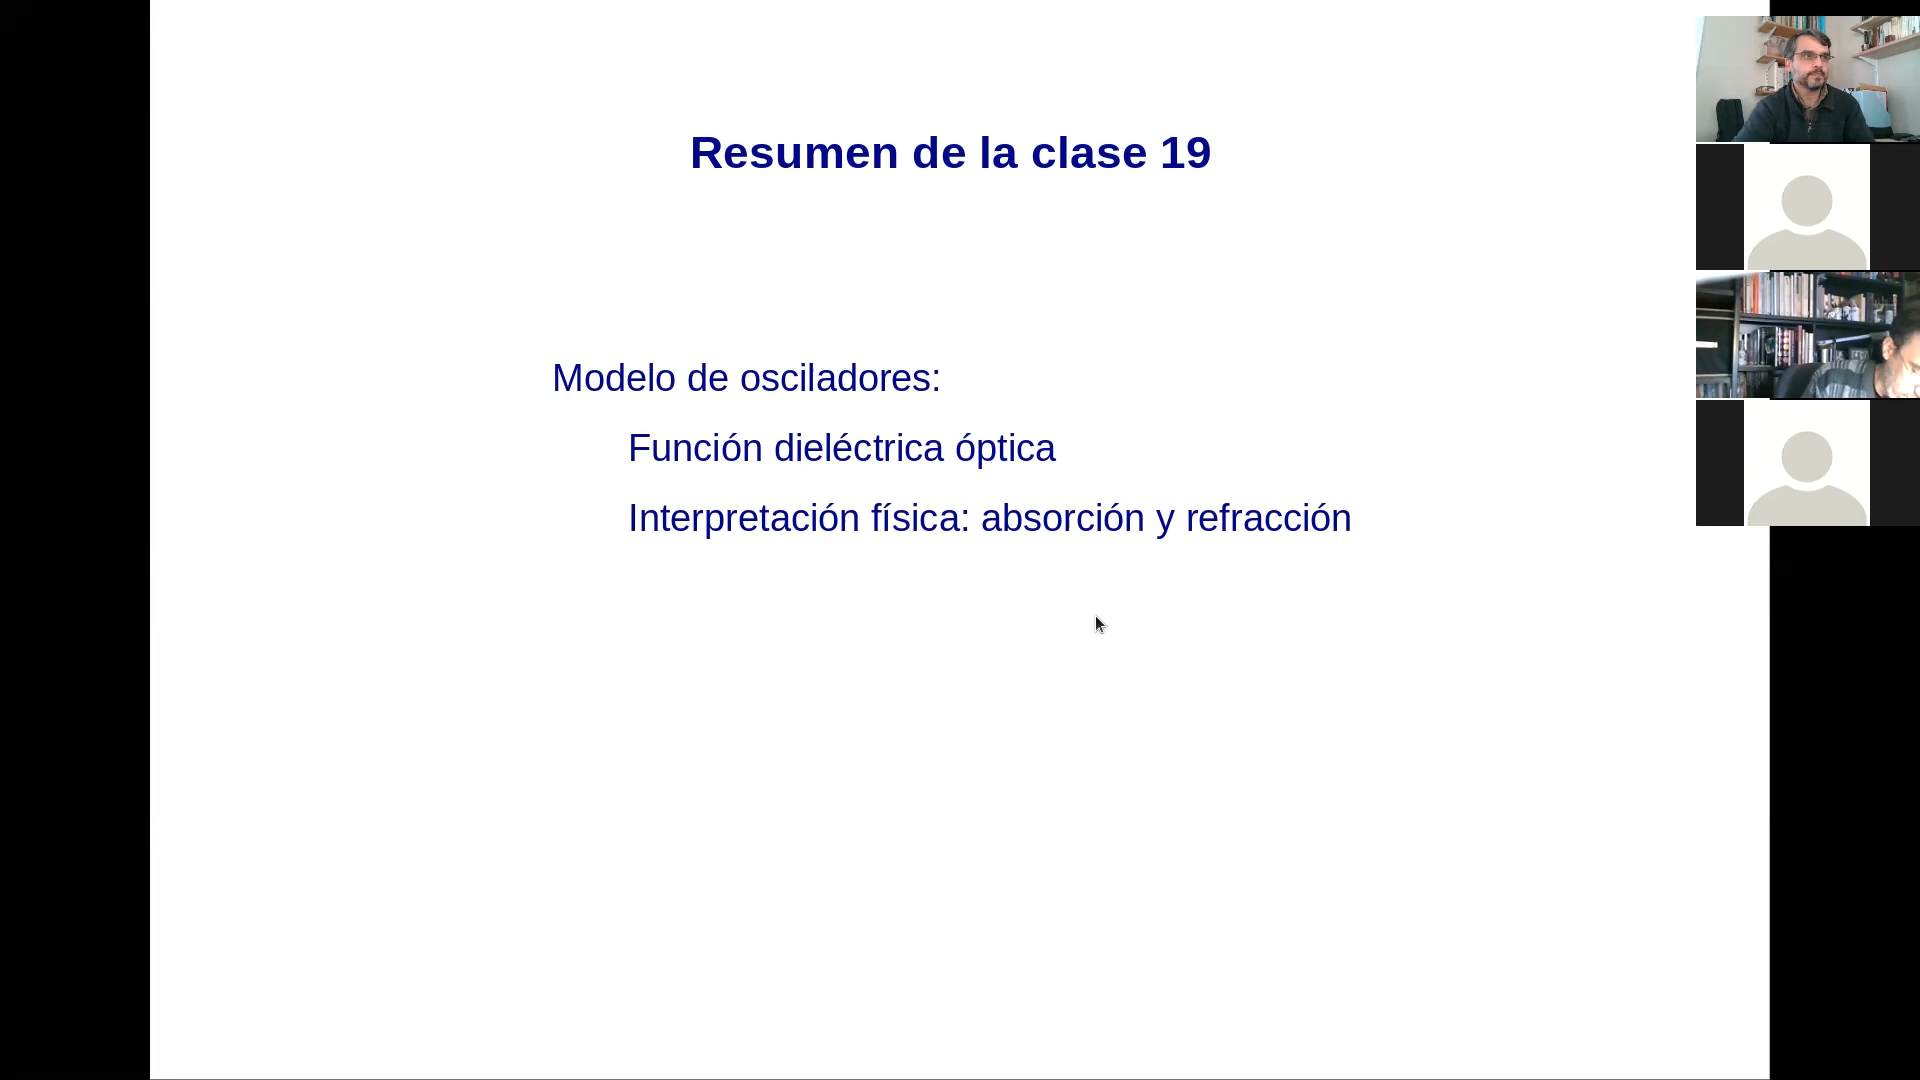 Resumen de la clase 19
Modelo de osciladores:
Función dieléctrica óptica
Interpretación física: absorción y refracción